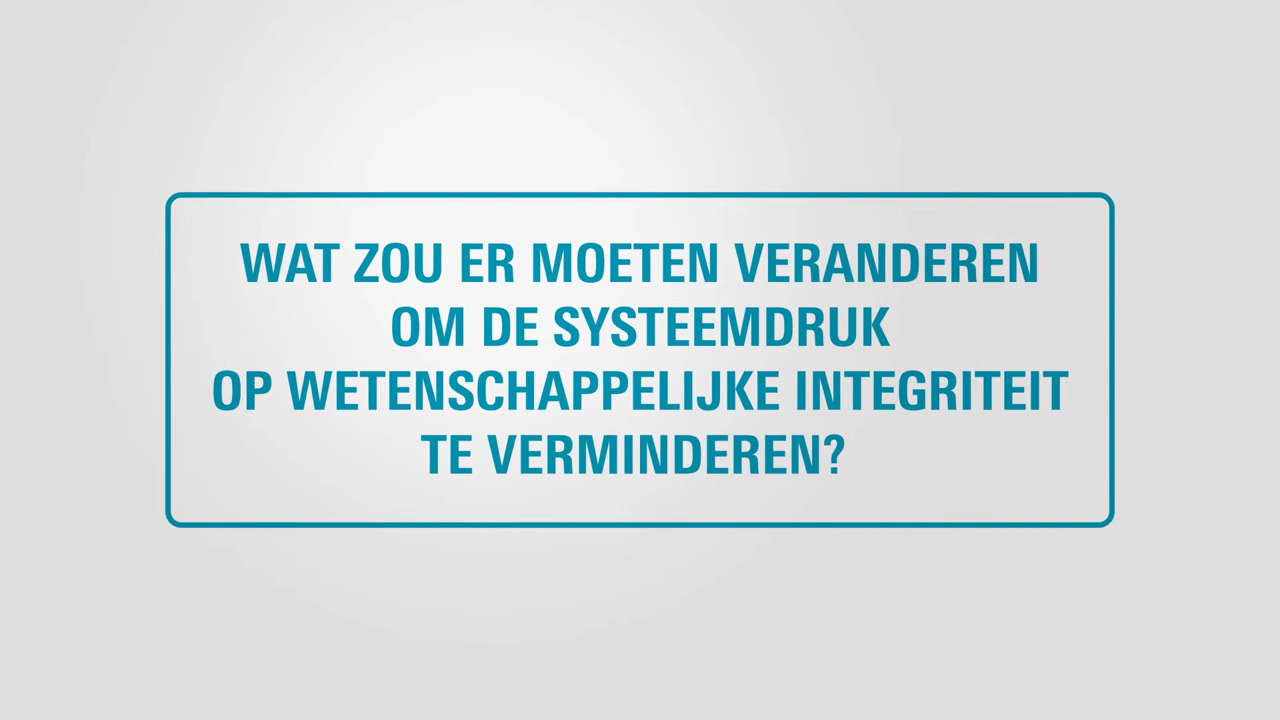 WAT ZOU ER MOETEN VERANDEREN
OM DE SYSTEEMDRUK
OP WETENSCHAPPELIJKE INTEGRITEIT
TE VERMINDEREN?